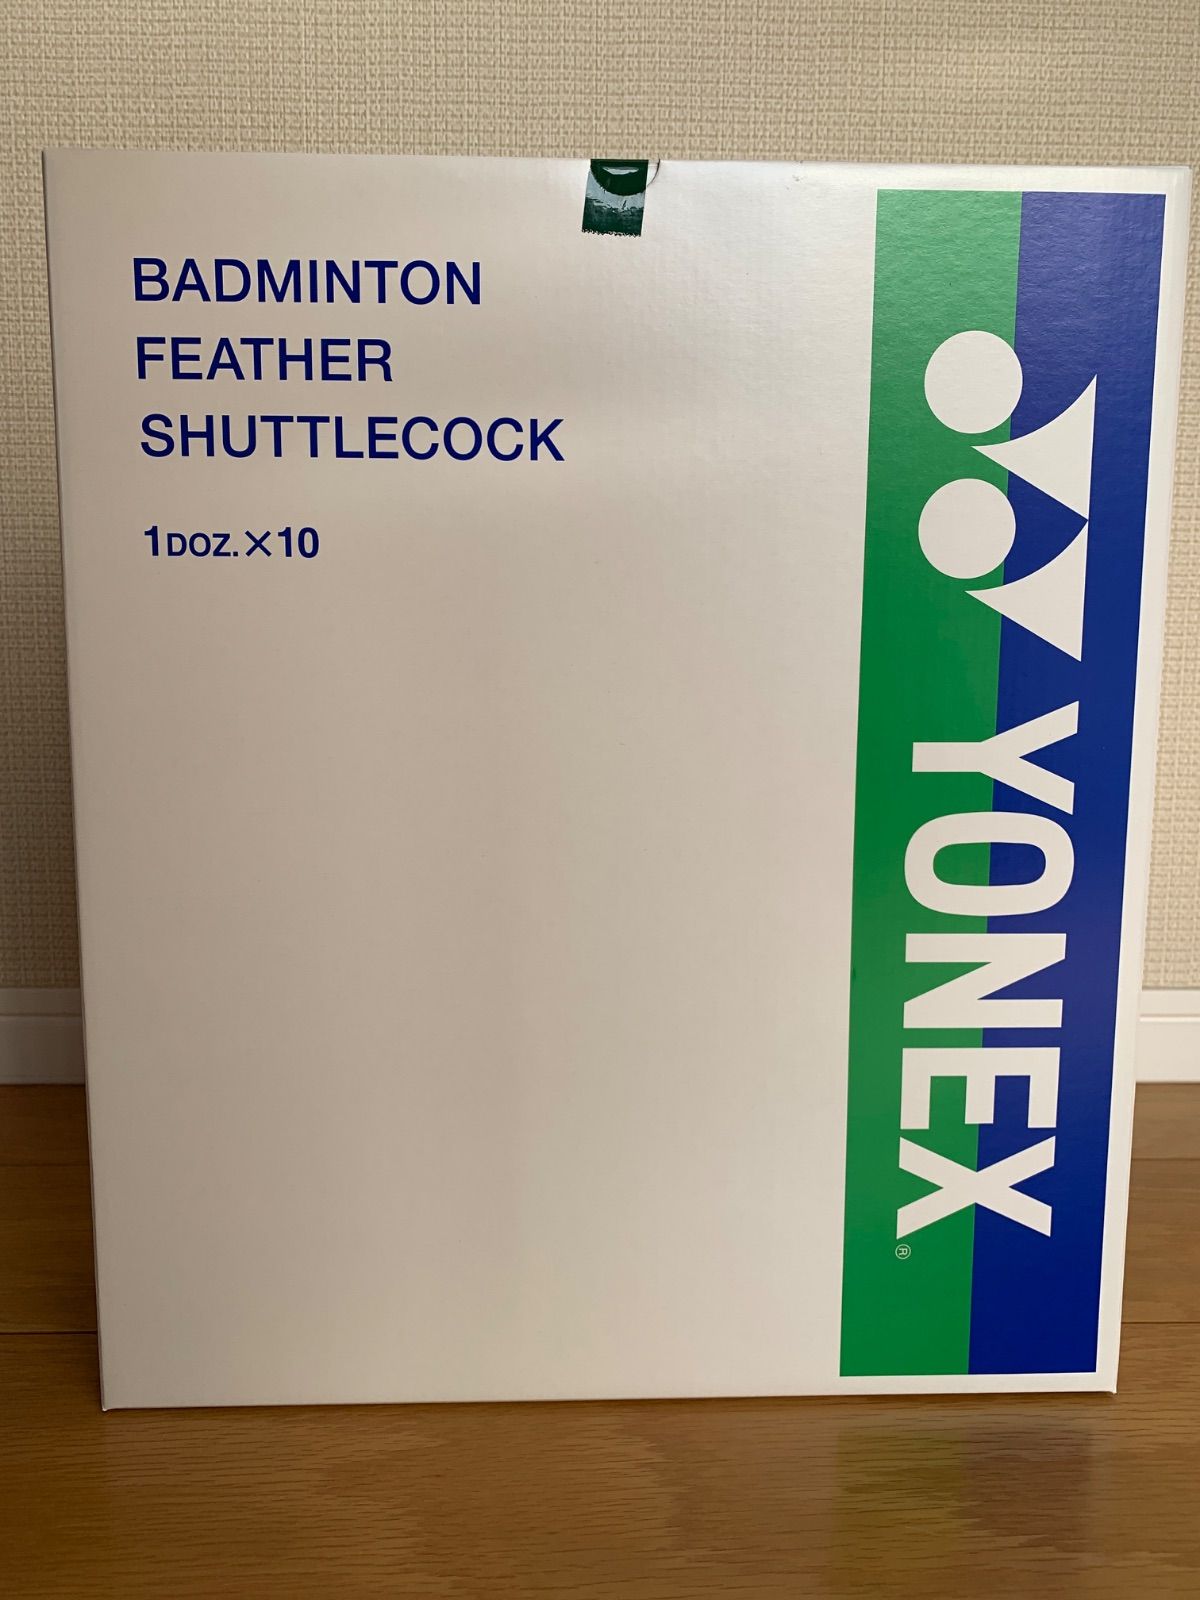 BADMINTON
FEATHER
SHUTTLECOCK
1DOZ.×10
YONEX®